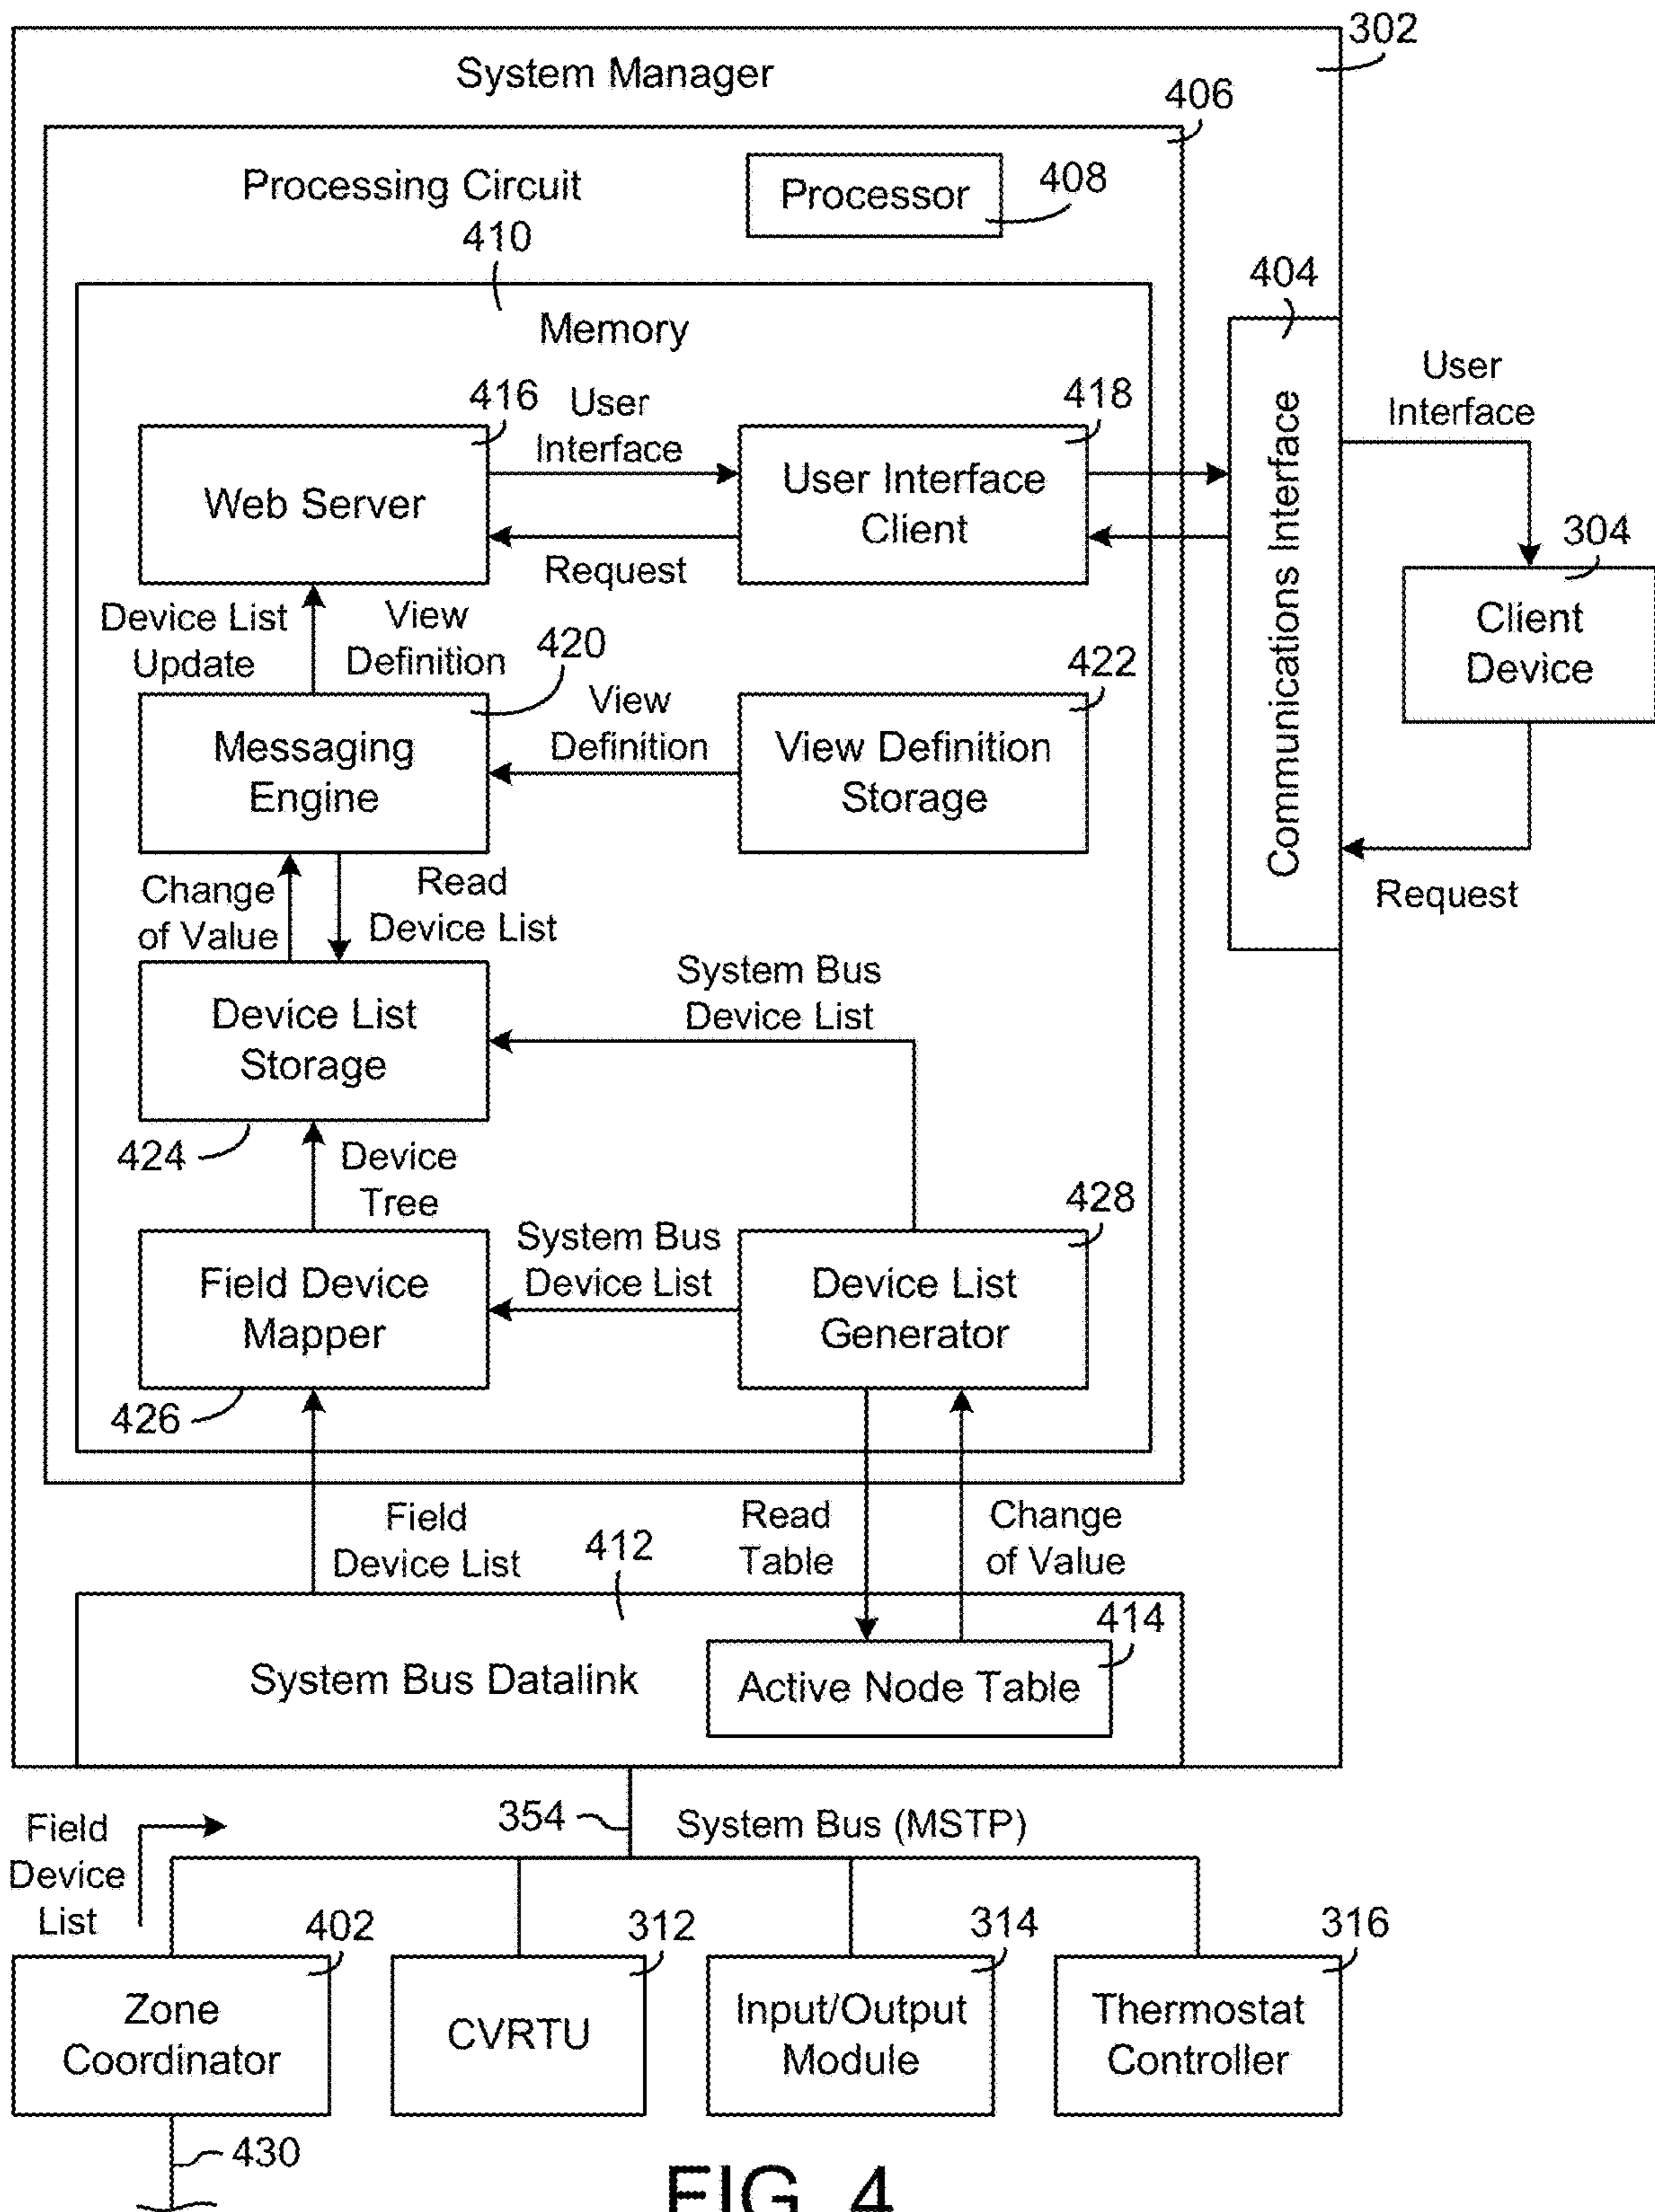 302
System Manager
406
Processing Circuit
Processor
408
410
404
Memory
User
Interface
416
User
Interface
418
Web Server
User Interface
Client
Communications Interface
304
Request
Client
Device
Device List
Update
View
Definition
420
View
Definition
422
Messaging
Engine
View Definition
Storage
Request
Change
of Value
Read
Device List
System Bus
Device List
Device List
Storage
424
Device
Tree
428
System Bus
Device List
Field Device
Mapper
Device List
Generator
426
Field
Device List
412
Read
Table
Change
of Value
414
System Bus Datalink
Active Node Table
354
System Bus (MSTP)
Field
Device
List
402
312
314
316
Zone
Coordinator
CVRTU
Input/Output
Module
Thermostat
Controller
430
FIG. 4